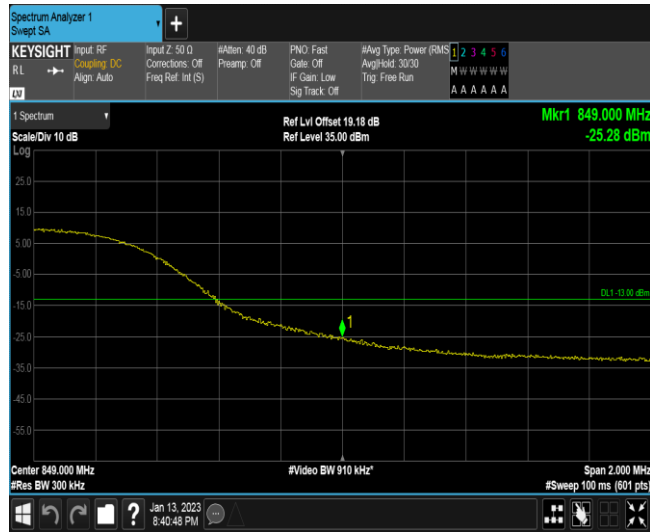 Spectrum Analyzer 1
Swept SA
KEYSIGHT
RL
LXI
Input: RF
Coupling: DC
Align: Auto
Input Z: 50 Ω
Corrections: Off
Freq Ref: Int (S)
#Atten: 40 dB
Preamp: Off
PNO: Fast
Gate: Off
IF Gain: Low
Sig Track: Off
#Avg Type: Power (RMS
Avg|Hold: 30/30
Trig: Free Run
1 2 3 4 5 6
M W W W W W
A A A A A A
1 Spectrum
Scale/Div 10 dB
Ref Lvl Offset 19.18 dB
Ref Level 35.00 dBm
Mkr1 849.000 MHz
-25.28 dBm
Log
25.0
15.0
5.00
-5.00
DL1 -13.00 dBm
-15.0
1
-25.0
-35.0
-45.0
-55.0
Center 849.000 MHz
#Video BW 910 kHz*
Span 2.000 MHz
#Res BW 300 kHz
#Sweep 100 ms (601 pts)
?
Jan 13, 2023
8:40:48 PM